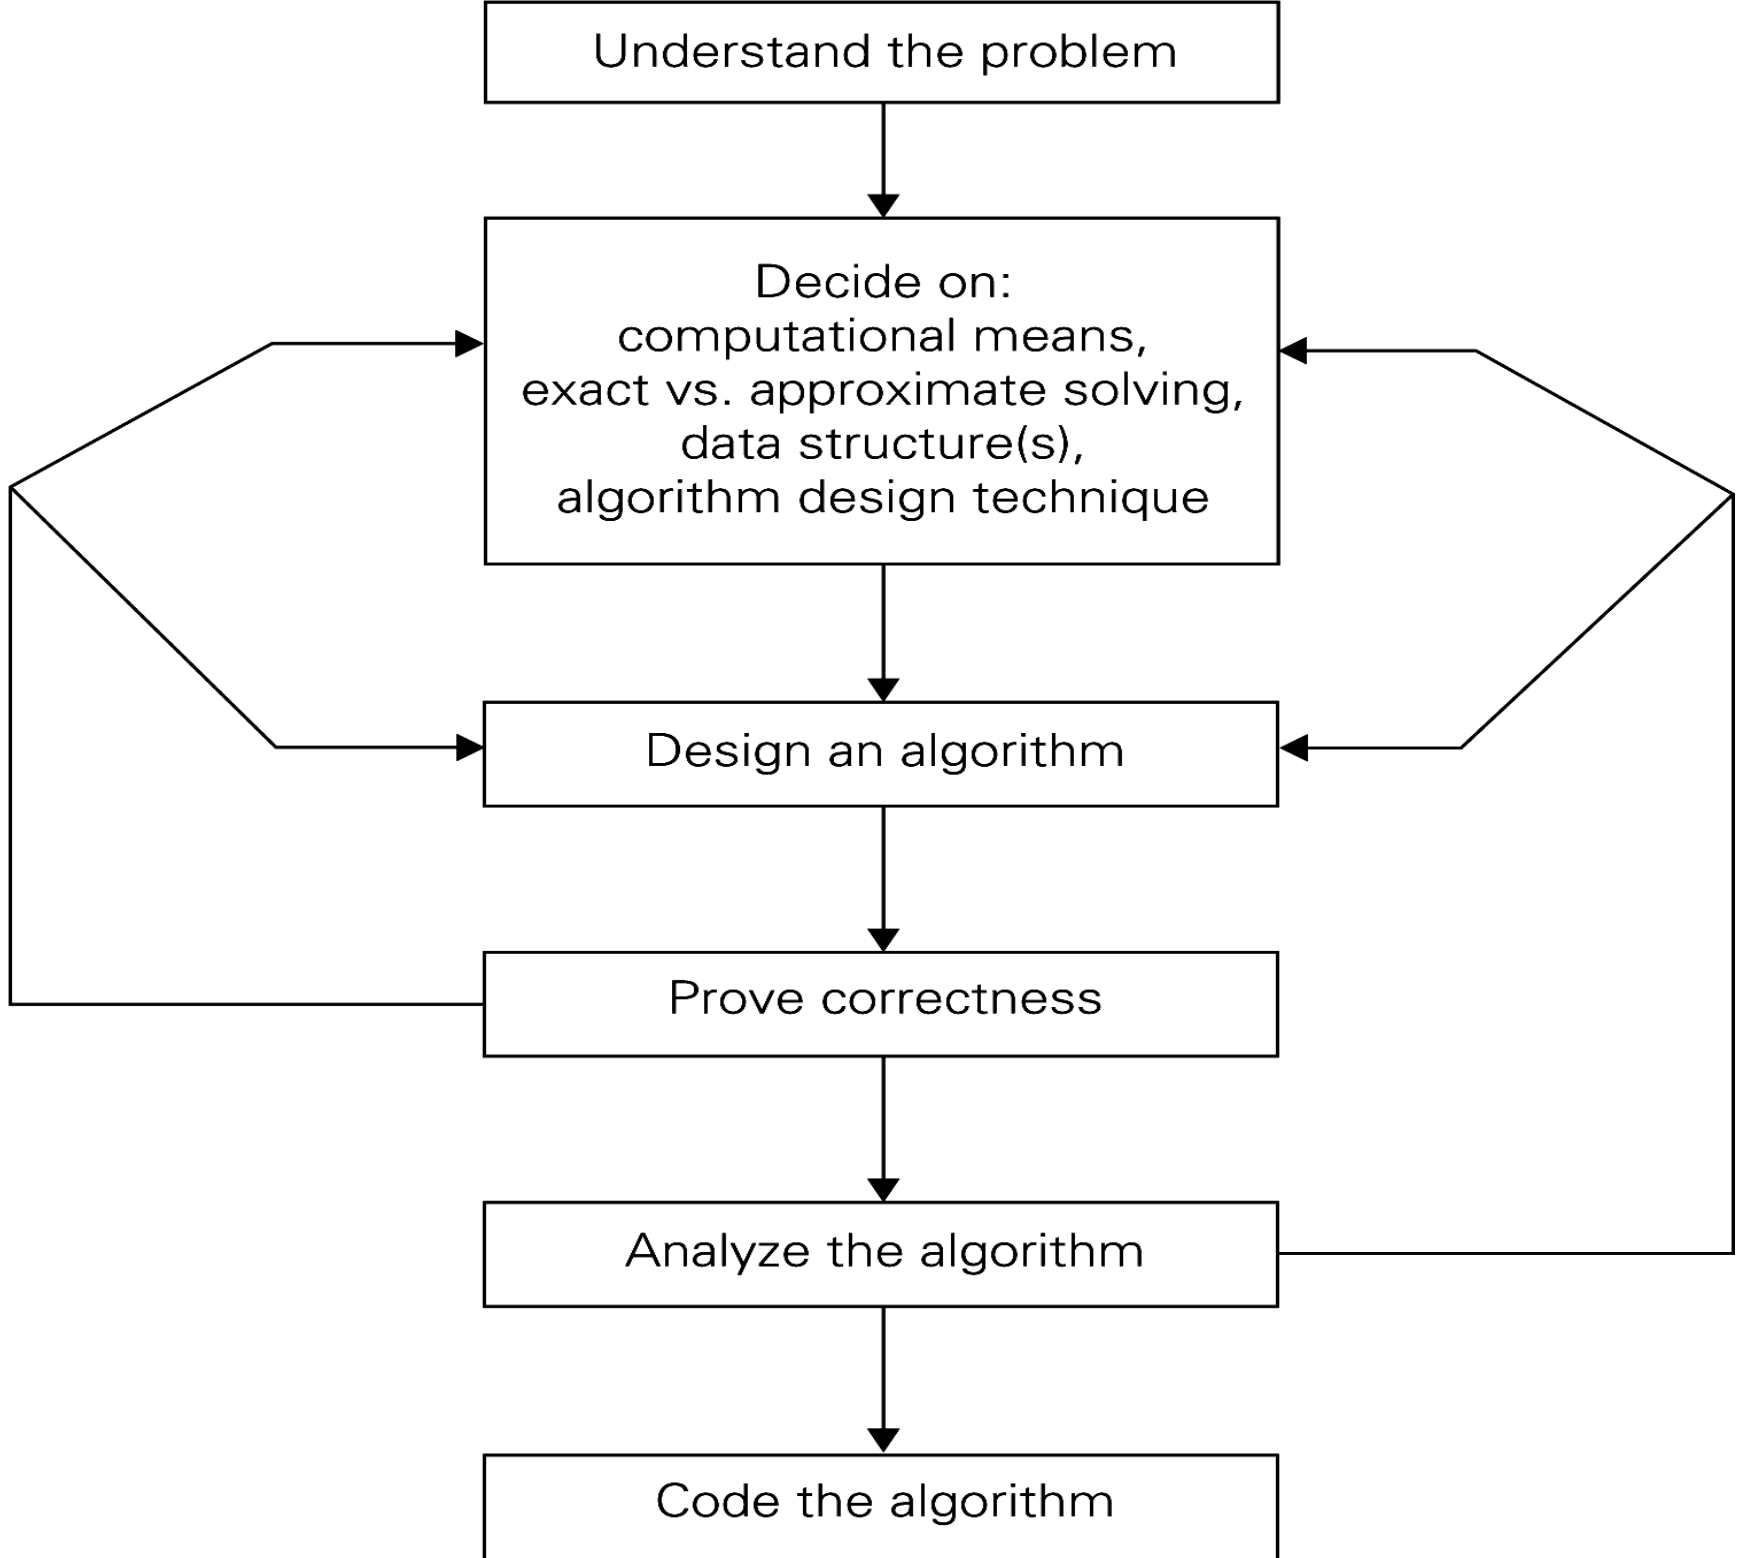 Understand the problem
Decide on:
computational means,
exact vs. approximate solving,
data structure(s),
algorithm design technique
Design an algorithm
Prove correctness
Analyze the algorithm
Code the algorithm